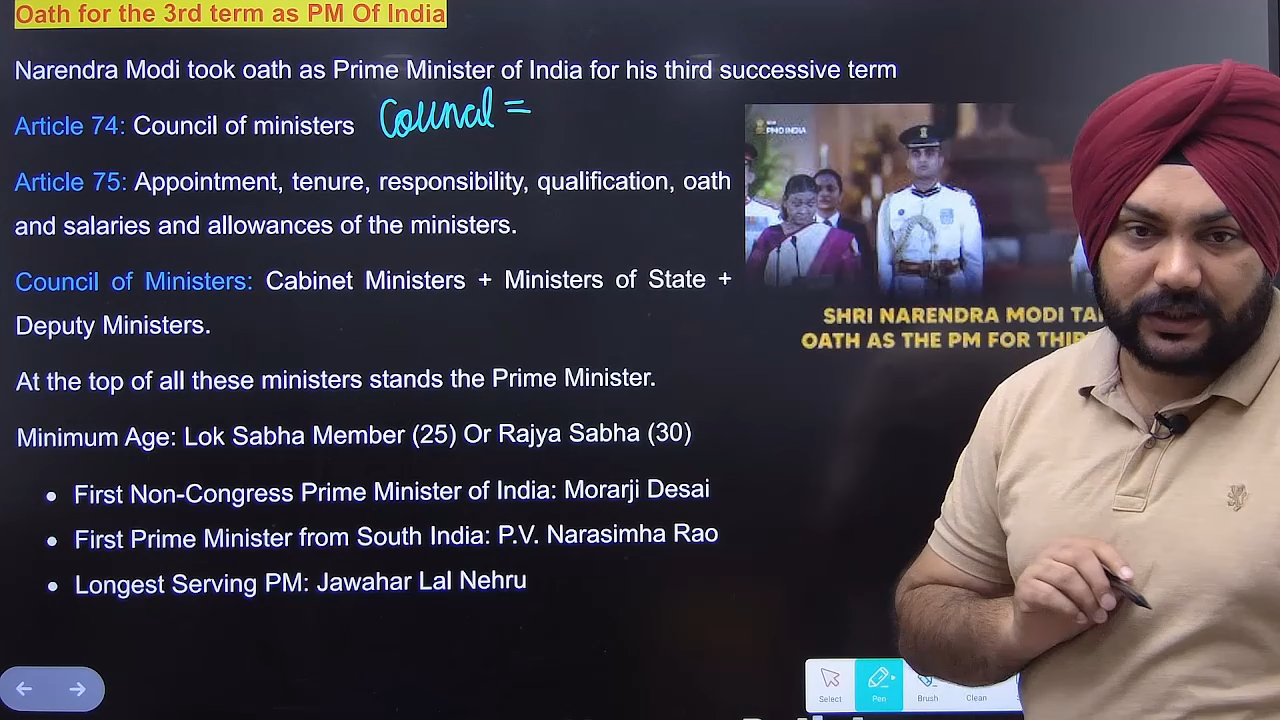 Oath for the 3rd term as PM Of India
Narendra Modi took oath as Prime Minister of India for his third successive term
Article 74: Council of ministers Council =
Article 75: Appointment, tenure, responsibility, qualification, oath
and salaries and allowances of the ministers.
Council of Ministers: Cabinet Ministers + Ministers of State +
Deputy Ministers.
At the top of all these ministers stands the Prime Minister.
Minimum Age: Lok Sabha Member (25) Or Rajya Sabha (30)
• First Non-Congress Prime Minister of India: Morarji Desai
• First Prime Minister from South India: P.V. Narasimha Rao
• Longest Serving PM: Jawahar Lal Nehru
PMO INDIA
SHRI NARENDRA MODI
OATH AS THE PM FOR
Select Pen Brush Clean